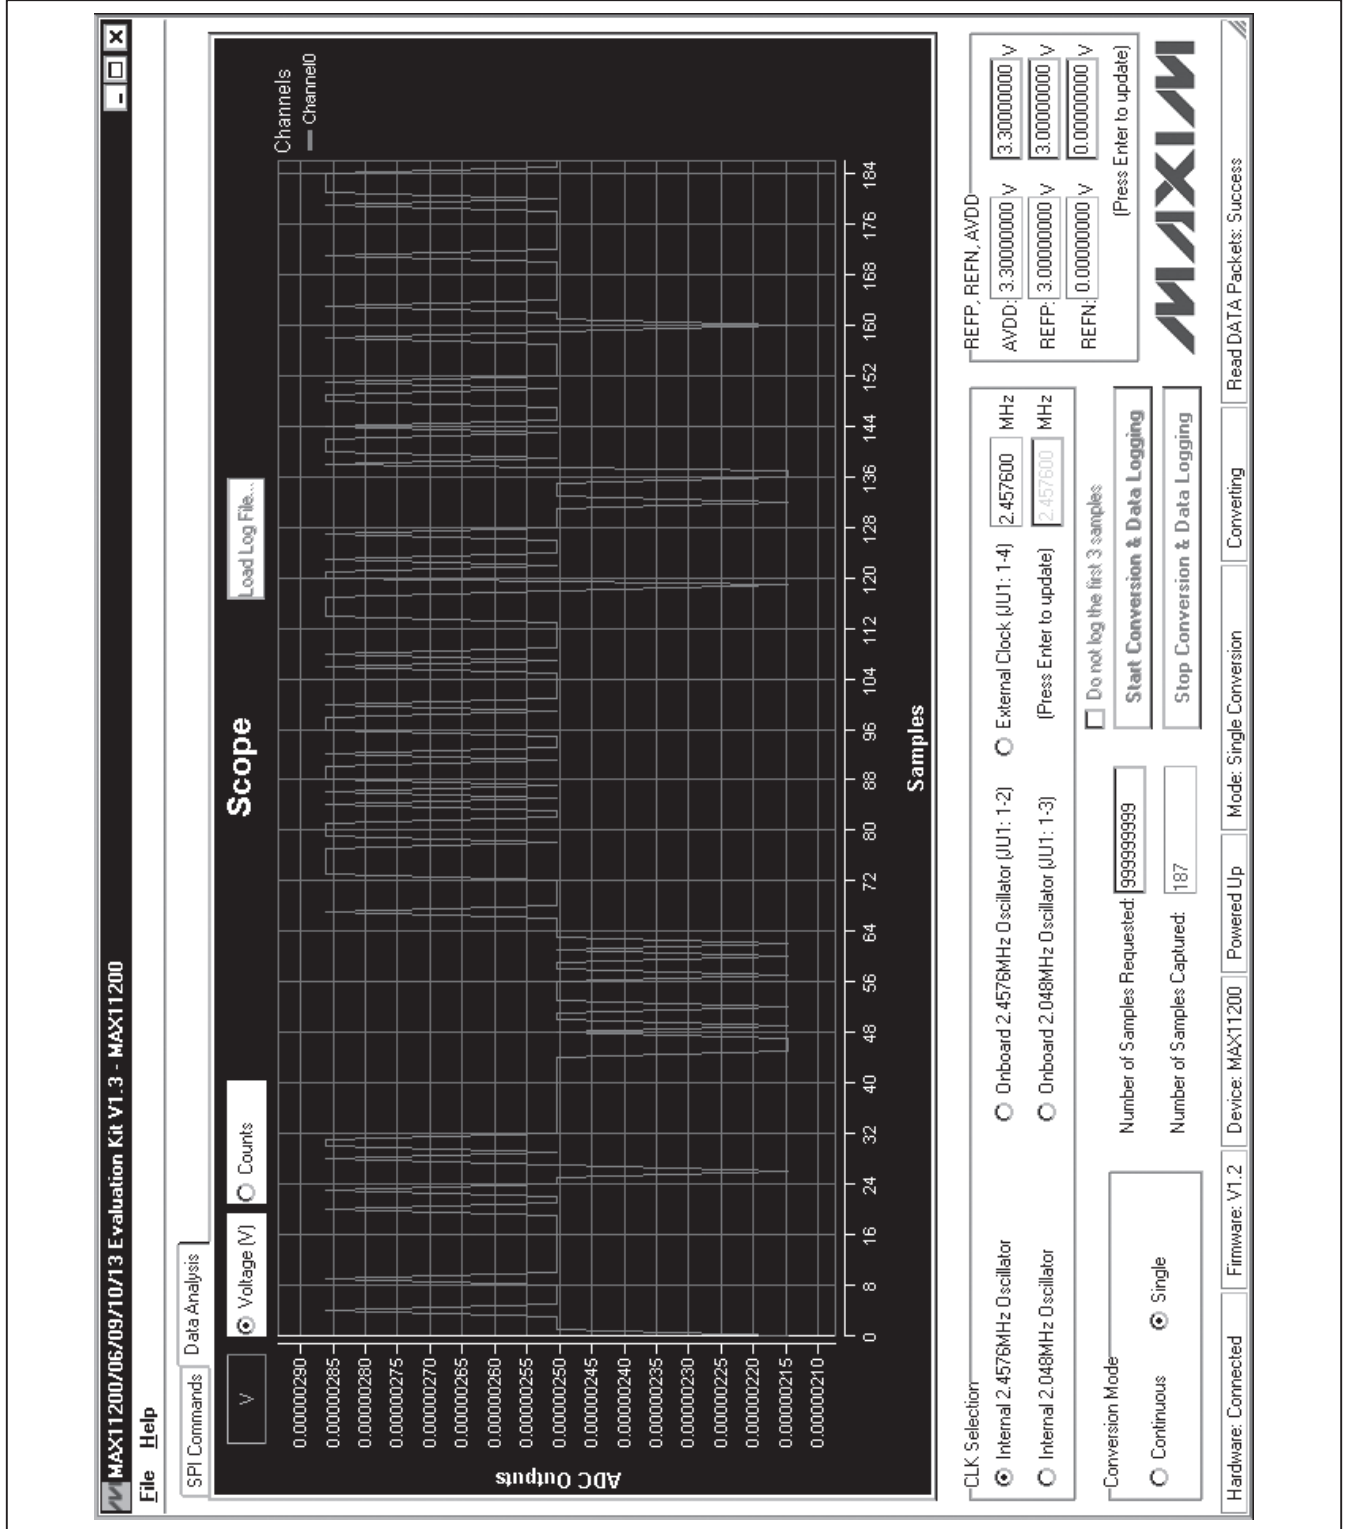 MAX11200/06/09/10/13 Evaluation Kit V1.3 - MAX11200
File Help
SPI Commands Data Analysis
V
Voltage (V) Counts
Scope
Load Log File...
Channels
Channel0
ADC Outputs
0.00000290
0.00000285
0.00000280
0.00000275
0.00000270
0.00000265
0.00000260
0.00000255
0.00000250
0.00000245
0.00000240
0.00000235
0.00000230
0.00000225
0.00000220
0.00000215
0.00000210
0 8 16 24 32 40 48 56 64 72 80 88 96 104 112 120 128 136 144 152 160 168 176 184
Samples
CLK Selection
Internal 2.4576MHz Oscillator
Onboard 2.4576MHz Oscillator (JU1: 1-2)
External Clock (JU1: 1-4) 2.457600 MHz
Internal 2.048MHz Oscillator
Onboard 2.048MHz Oscillator (JU1: 1-3)
(Press Enter to update) 2.457600 MHz
REFP, REFN, AVDD
AVDD: 3.30000000 V 3.30000000 V
REFP: 3.00000000 V 3.00000000 V
REFN: 0.00000000 V 0.00000000 V
(Press Enter to update)
Conversion Mode
Continuous Single
Number of Samples Requested: 999999999
Number of Samples Captured: 187
Do not log the first 3 samples
Start Conversion & Data Logging
Stop Conversion & Data Logging
MAXIM
Hardware: Connected Firmware: V1.2 Device: MAX11200 Powered Up Mode: Single Conversion Converting Read DATA Packets: Success